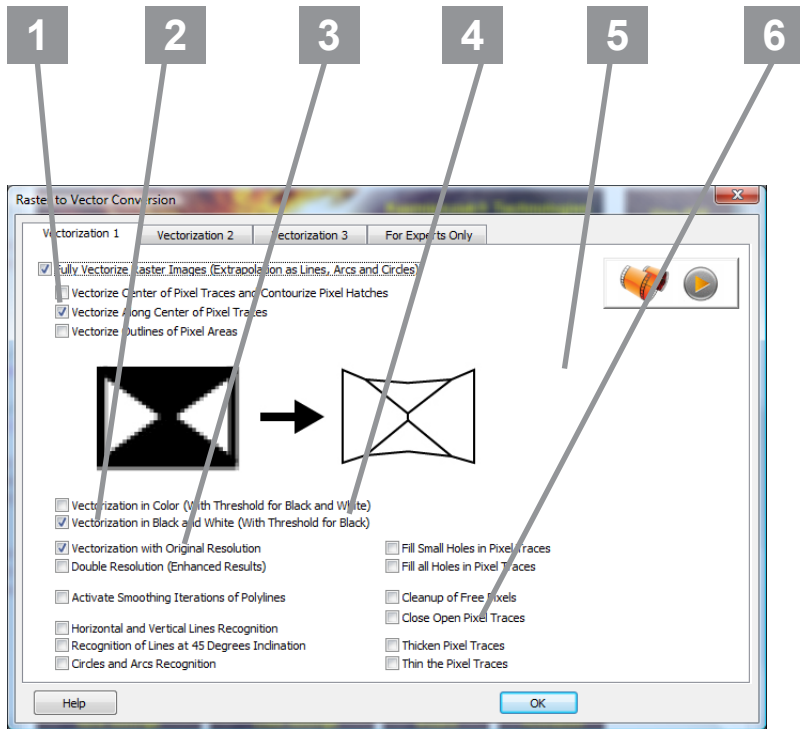 1 2 3 4 5 6
Raster to Vector Conversion
Vectorization 1 Vectorization 2 Vectorization 3 For Experts Only
Fully Vectorize Raster Images (Extrapolation as Lines, Arcs and Circles)
Vectorize Center of Pixel Traces and Contourize Pixel Hatches
Vectorize Along Center of Pixel Traces
Vectorize Outlines of Pixel Areas
Vectorization in Color (With Threshold for Black and White)
Vectorization in Black and White (With Threshold for Black)
Vectorization with Original Resolution
Double Resolution (Enhanced Results)
Activate Smoothing Iterations of Polylines
Horizontal and Vertical Lines Recognition
Recognition of Lines at 45 Degrees Inclination
Circles and Arcs Recognition
Fill Small Holes in Pixel Traces
Fill all Holes in Pixel Traces
Cleanup of Free Pixels
Close Open Pixel Traces
Thicken Pixel Traces
Thin the Pixel Traces
Help OK